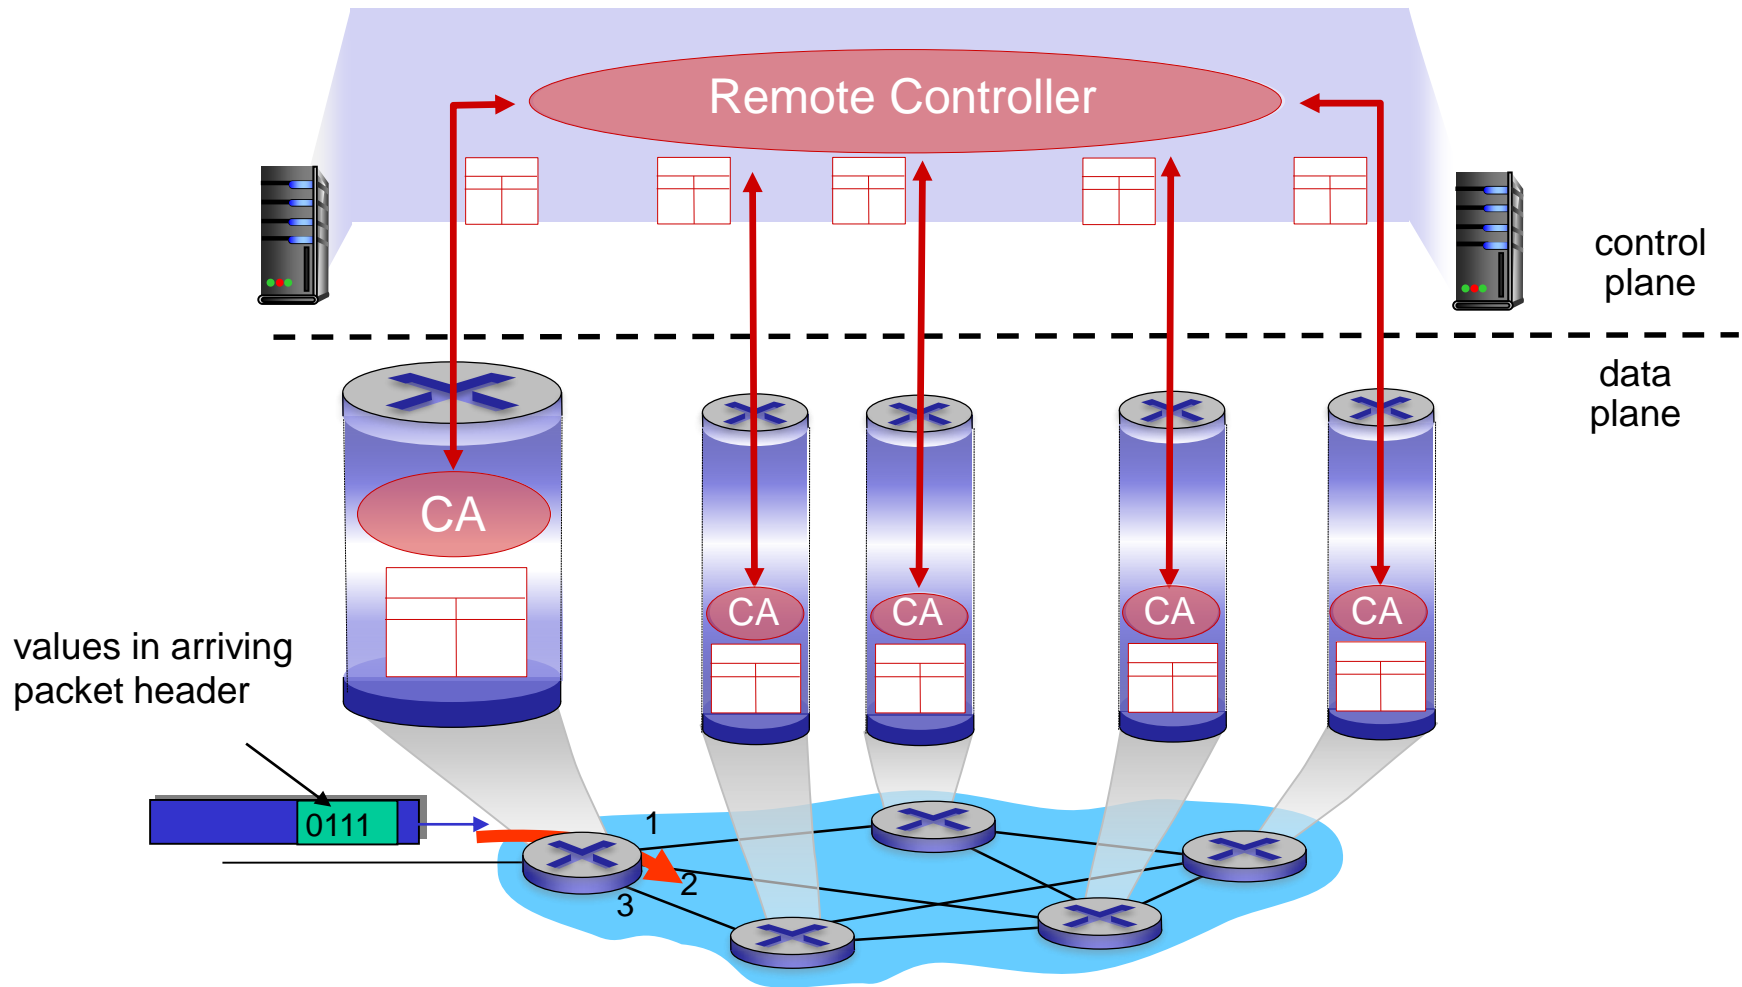 Remote Controller
control
plane
data
plane
CA
CA
CA
CA
CA
values in arriving
packet header
0111
1
2
3